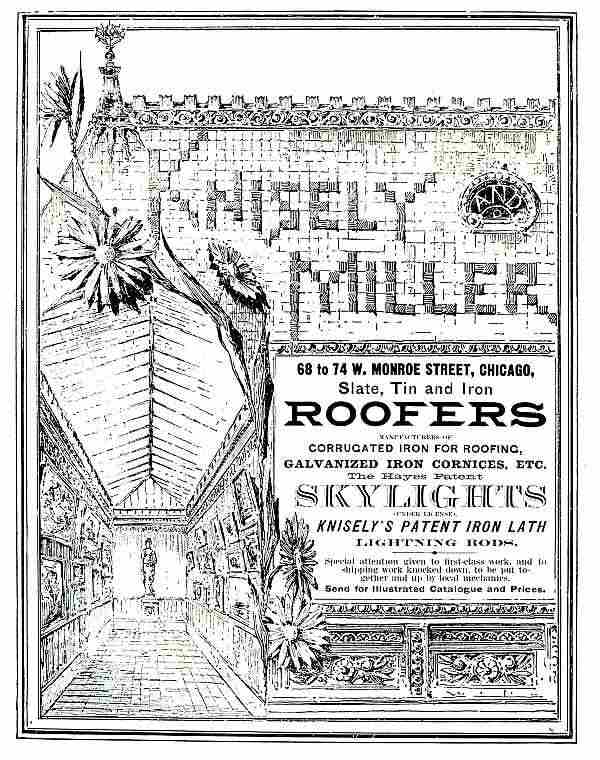 KNISELY
AND
MILLER,
68 to 74 W. MONROE STREET, CHICAGO,
Slate, Tin and Iron
ROOFERS
MANUFACTURERS OF
CORRUGATED IRON FOR ROOFING,
GALVANIZED IRON CORNICES, ETC.
The Hayes Patent
SKYLIGHTS
(UNDER LICENSE),
KNISELY'S PATENT IRON LATH
LIGHTNING RODS.
Special attention given to first-class work, and to
shipping work knocked down, to be put to-
gether and up by local mechanics.
Send for Illustrated Catalogue and Prices.